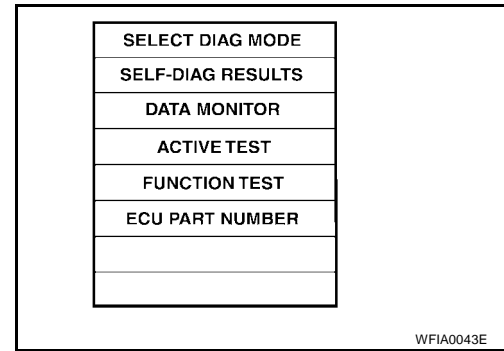 SELECT DIAG MODE
SELF-DIAG RESULTS
DATA MONITOR
ACTIVE TEST
FUNCTION TEST
ECU PART NUMBER
WFIA0043E